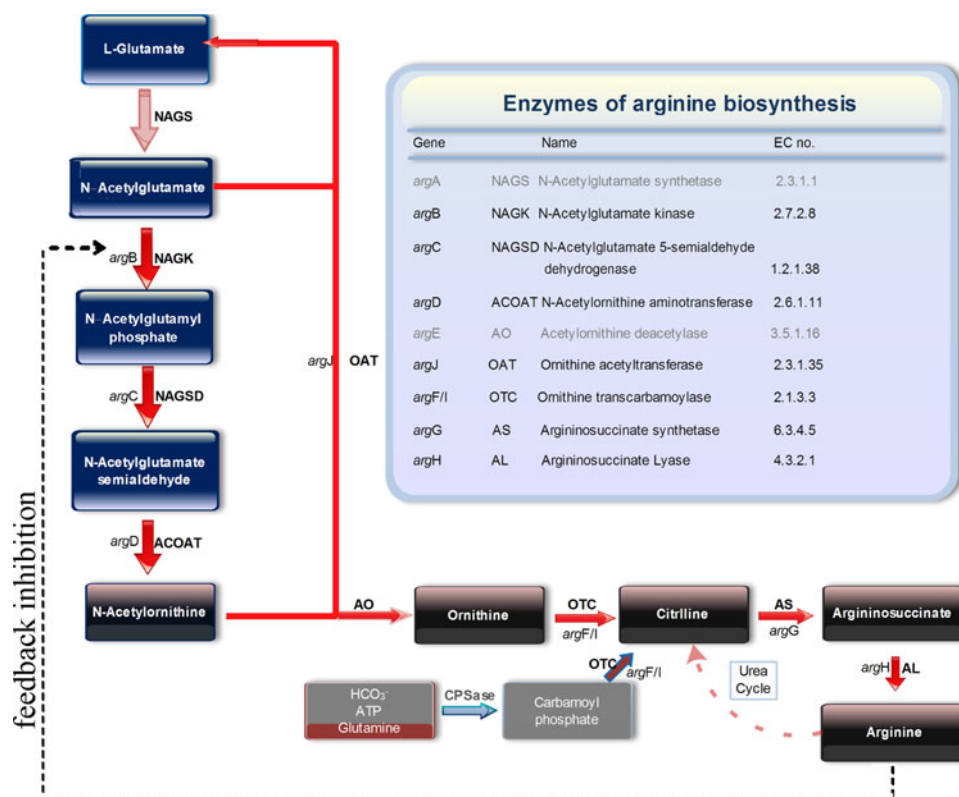 L-Glutamate
NAGS
N-Acetylglutamate
argB NAGK
N-Acetylglutamyl
phosphate
argC NAGSD
N-Acetylglutamate
semialdehyde
argD ACOAT
N-Acetylornithine
feedback inhibition
argJ OAT
Enzymes of arginine biosynthesis
Gene Name EC no.
argA NAGS N-Acetylglutamate synthetase 2.3.1.1
argB NAGK N-Acetylglutamate kinase 2.7.2.8
argC NAGSD N-Acetylglutamate 5-semialdehyde
dehydrogenase 1.2.1.38
argD ACOAT N-Acetylornithine aminotransferase 2.6.1.11
argE AO Acetylornithine deacetylase 3.5.1.16
argJ OAT Ornithine acetyltransferase 2.3.1.35
argF/I OTC Ornithine transcarbamoylase 2.1.3.3
argG AS Argininosuccinate synthetase 6.3.4.5
argH AL Argininosuccinate Lyase 4.3.2.1
AO
Ornithine
OTC
argF/I
Citrlline
AS
argG
Argininosuccinate
argH AL
Arginine
Urea
Cycle
OTC
argF/I
HCO3-
ATP
Glutamine
CPSase
Carbamoyl
phosphate